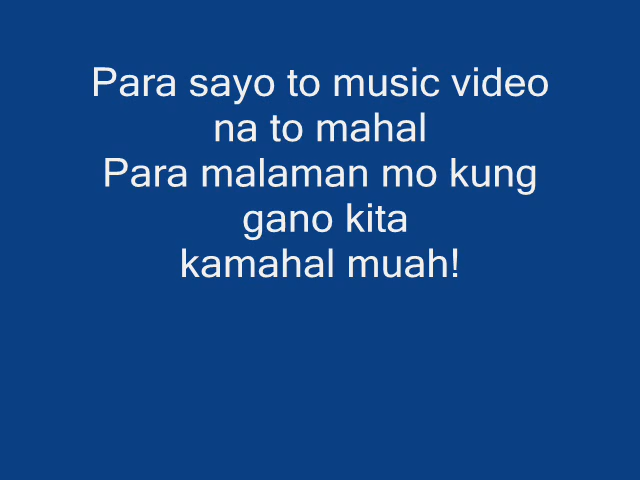 Para sayo to music video
na to mahal
Para malaman mo kung
gano kita
kamahal muah!